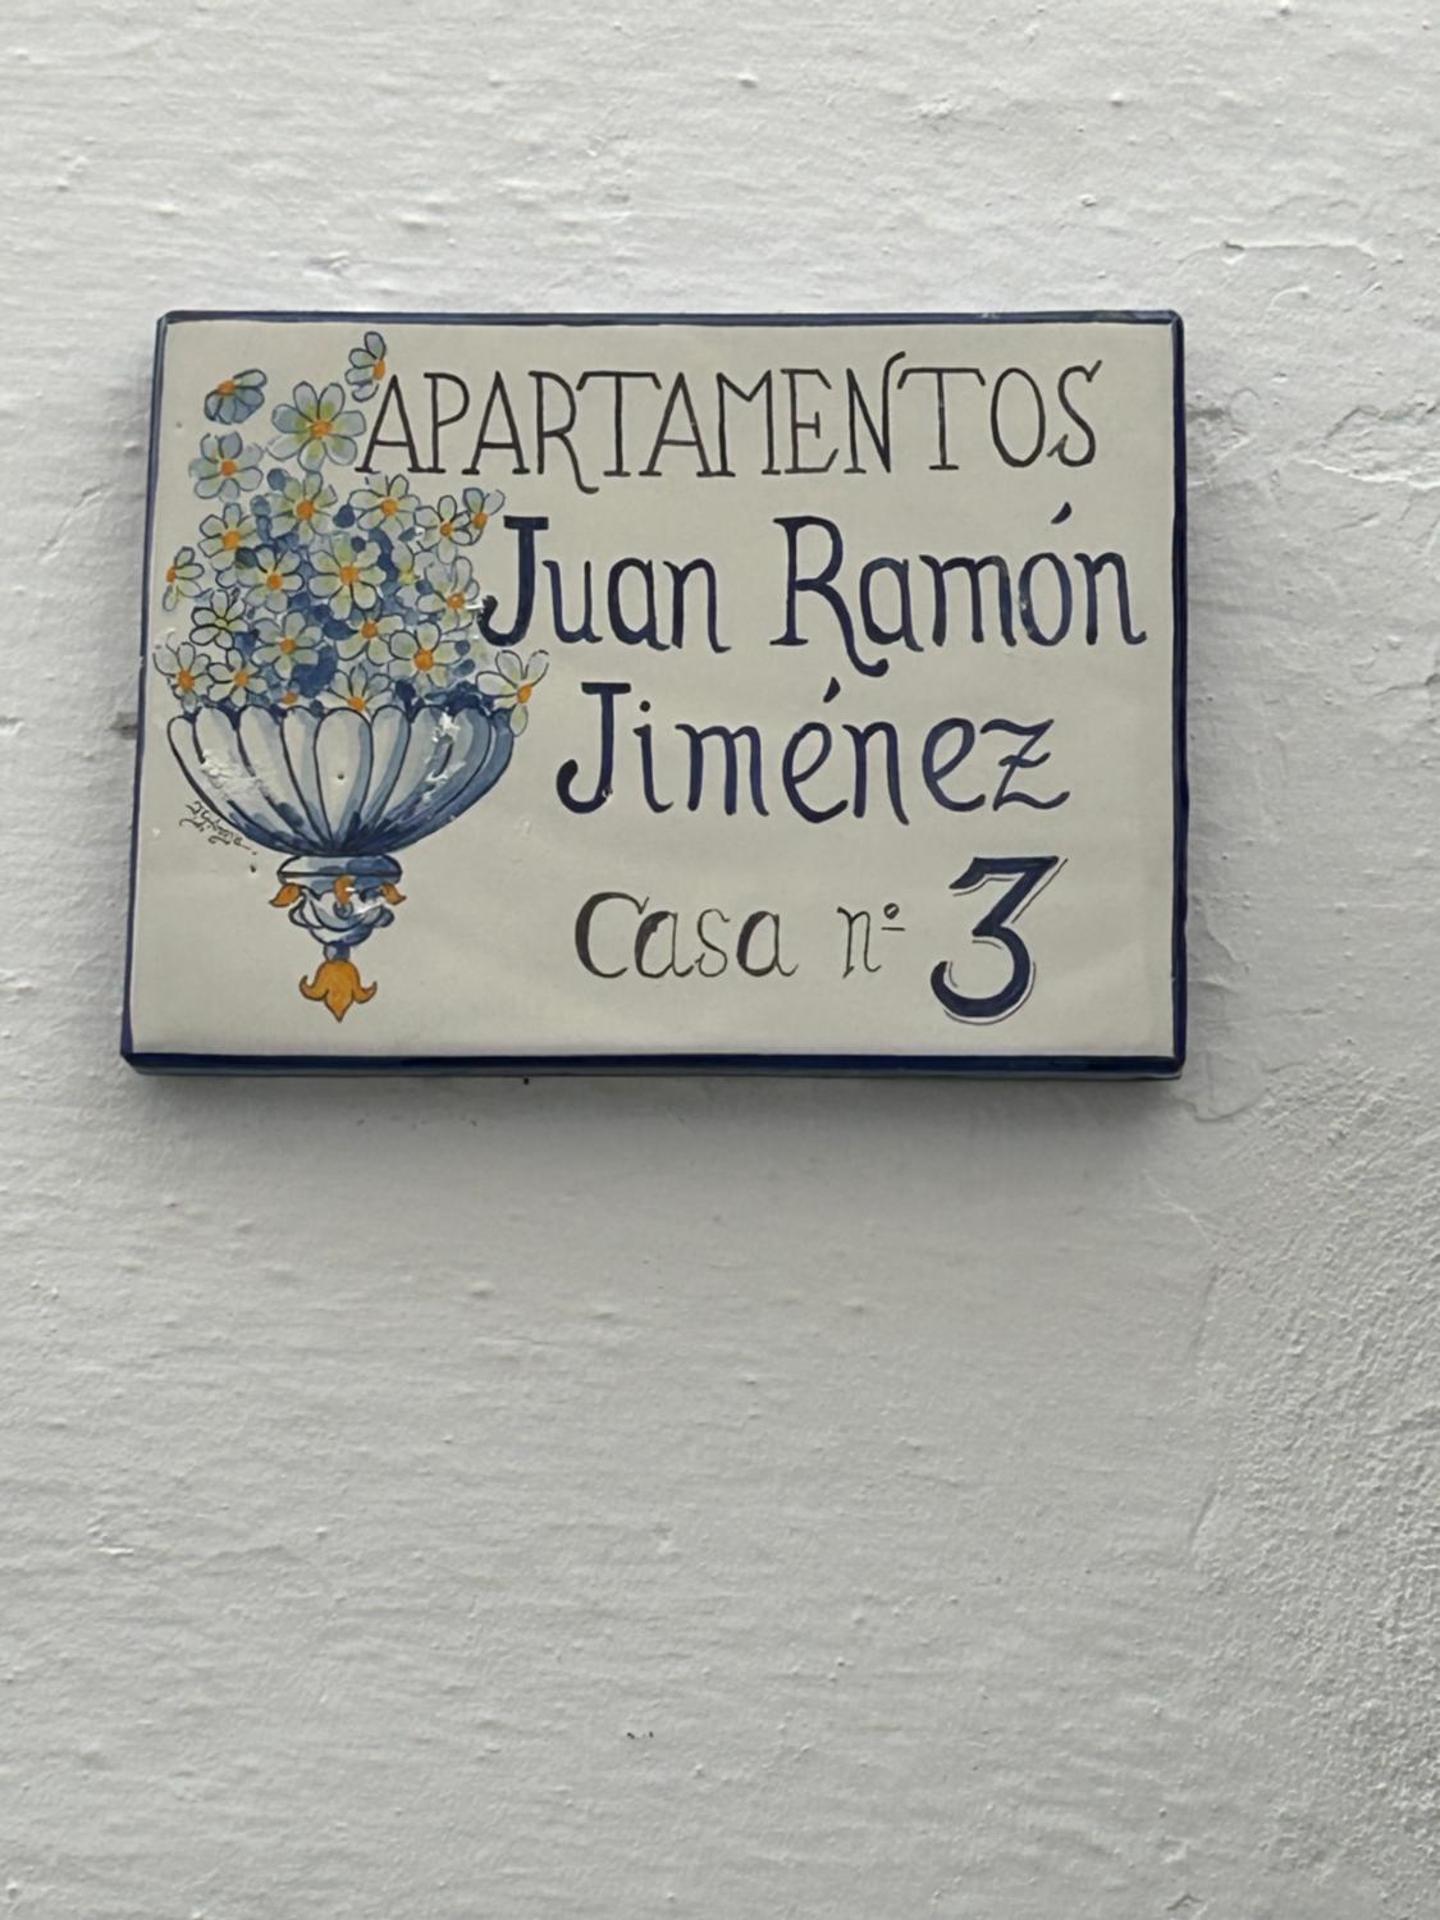 APARTAMENTOS
Juan Ramón
Jiménez
Casa nº 3